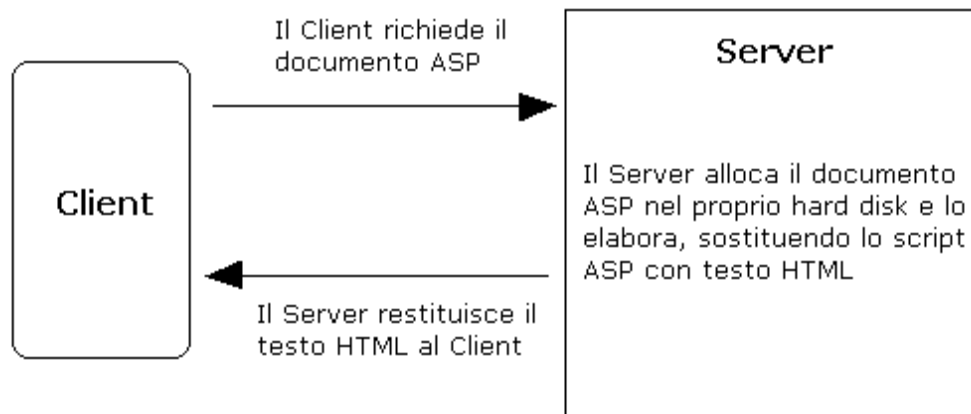 Il Client richiede il
documento ASP
Server
Client
Il Server alloca il documento
ASP nel proprio hard disk e lo
elabora, sostituendo lo script
ASP con testo HTML
Il Server restituisce il
testo HTML al Client